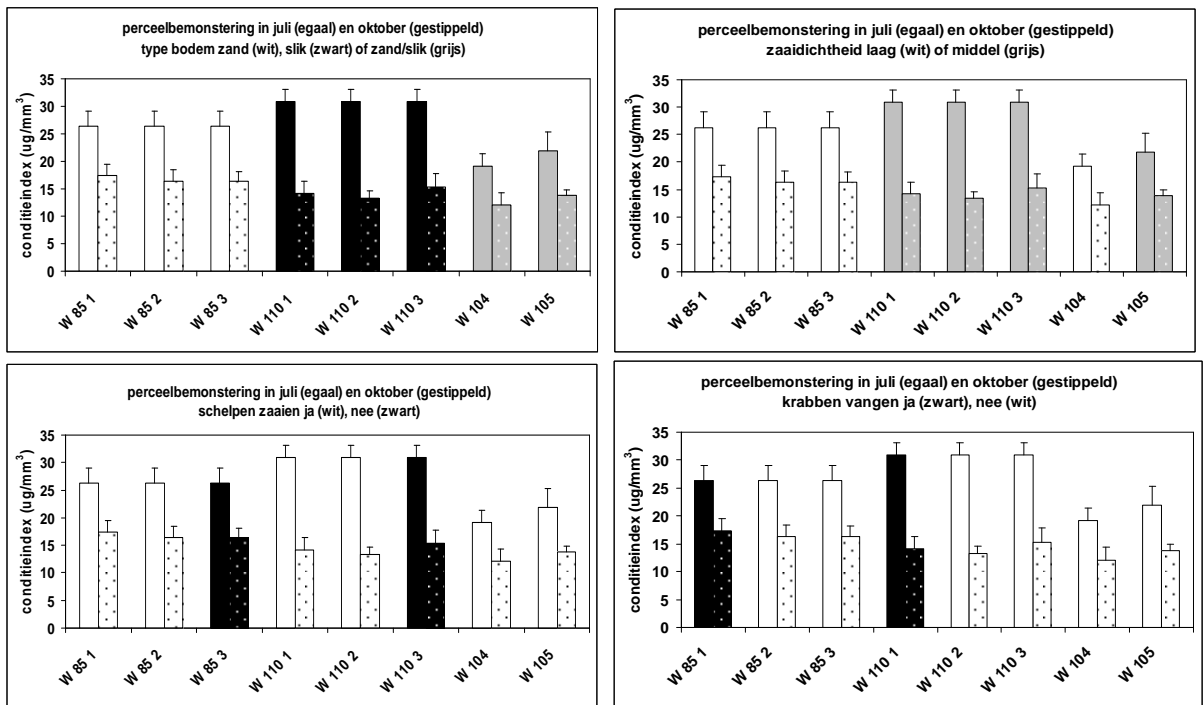 perceelbemonstering in juli (egaal) en oktober (gestippeld)
type bodem zand (wit), slik (zwart) of zand/slik (grijs)
conditieindex (ug/mm³)
35
30
25
20
15
10
5
0
W 85 1
W 85 2
W 85 3
W 110 1
W 110 2
W 110 3
W 104
W 105
perceelbemonstering in juli (egaal) en oktober (gestippeld)
zaaidichtheid laag (wit) of middel (grijs)
conditieindex (ug/mm³)
35
30
25
20
15
10
5
0
W 85 1
W 85 2
W 85 3
W 110 1
W 110 2
W 110 3
W 104
W 105
perceelbemonstering in juli (egaal) en oktober (gestippeld)
schelpen zaaien ja (wit), nee (zwart)
conditieindex (ug/mm³)
35
30
25
20
15
10
5
0
W 85 1
W 85 2
W 85 3
W 110 1
W 110 2
W 110 3
W 104
W 105
perceelbemonstering in juli (egaal) en oktober (gestippeld)
krabben vangen ja (zwart), nee (wit)
conditieindex (ug/mm³)
35
30
25
20
15
10
5
0
W 85 1
W 85 2
W 85 3
W 110 1
W 110 2
W 110 3
W 104
W 105